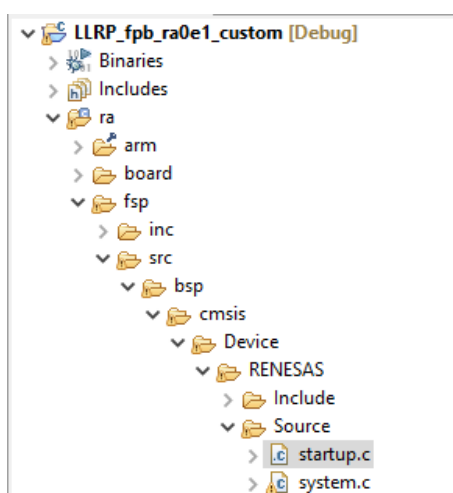 LLRP_fpb_ra0e1_custom [Debug]
Binaries
Includes
ra
arm
board
fsp
inc
src
bsp
cmsis
Device
RENESAS
Include
Source
startup.c
system.c